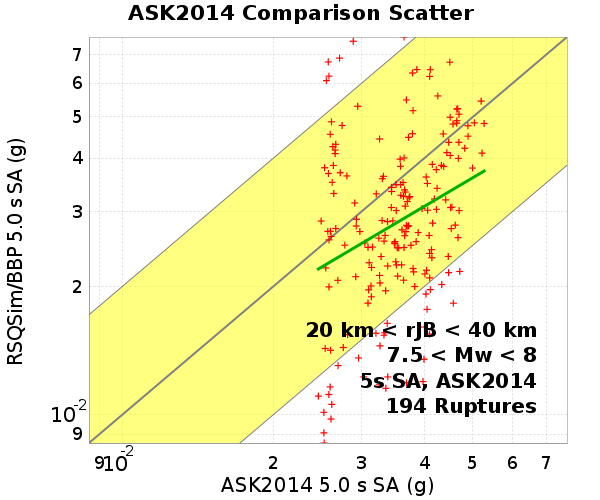 ASK2014 Comparison Scatter
RSQSim/BBP 5.0 s SA (g)
7
6
5
4
3
2
10-2
9
20 km < rJB < 40 km
7.5 < Mw < 8
5s SA, ASK2014
194 Ruptures
9 10-2 2 3 4 5 6 7
ASK2014 5.0 s SA (g)